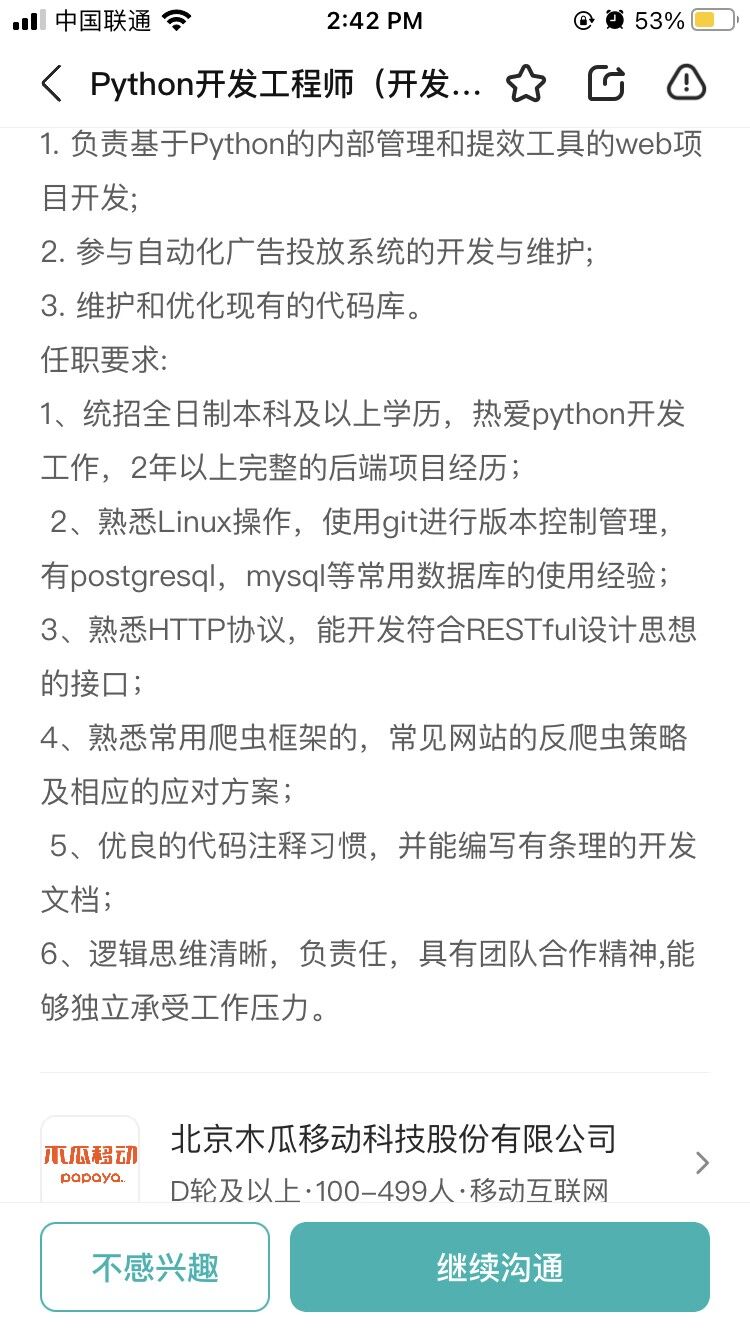 中国联通 2:42 PM 53%
Python开发工程师（开发...
1. 负责基于Python的内部管理和提效工具的web项
目开发;
2. 参与自动化广告投放系统的开发与维护;
3. 维护和优化现有的代码库。
任职要求:
1、统招全日制本科及以上学历，热爱python开发
工作，2年以上完整的后端项目经历；
2、熟悉Linux操作，使用git进行版本控制管理，
有postgresql，mysql等常用数据库的使用经验；
3、熟悉HTTP协议，能开发符合RESTful设计思想
的接口；
4、熟悉常用爬虫框架的，常见网站的反爬虫策略
及相应的应对方案；
5、优良的代码注释习惯，并能编写有条理的开发
文档；
6、逻辑思维清晰，负责任，具有团队合作精神,能
够独立承受工作压力。
木瓜移动
papaya.
北京木瓜移动科技股份有限公司
D轮及以上·100-499人·移动互联网
不感兴趣
继续沟通